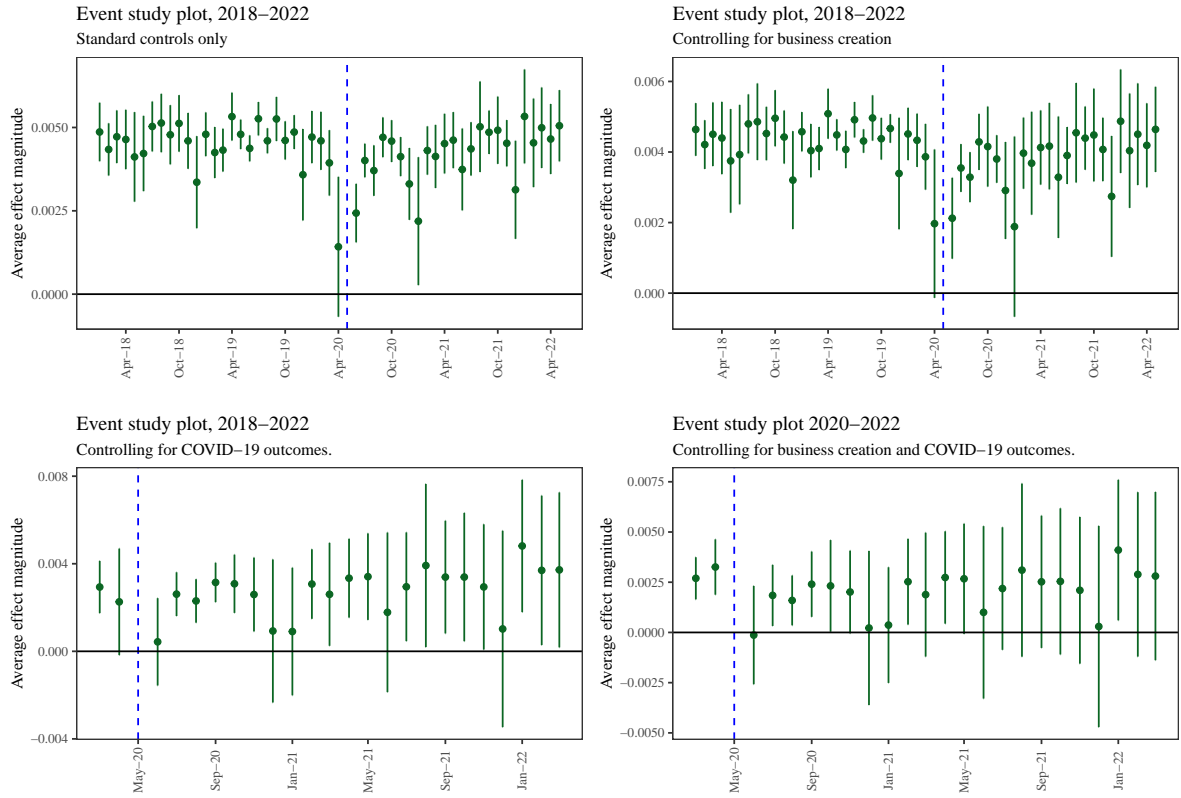 Event study plot, 2018–2022
Standard controls only
Average effect magnitude
0.0050
0.0025
0.0000
Apr–18
Oct–18
Apr–19
Oct–19
Apr–20
Oct–20
Apr–21
Oct–21
Apr–22
Event study plot, 2018–2022
Controlling for business creation
Average effect magnitude
0.006
0.004
0.002
0.000
Apr–18
Oct–18
Apr–19
Oct–19
Apr–20
Oct–20
Apr–21
Oct–21
Apr–22
Event study plot, 2018–2022
Controlling for COVID–19 outcomes.
Average effect magnitude
0.008
0.004
0.000
−0.004
May–20
Sep–20
Jan–21
May–21
Sep–21
Jan–22
Event study plot 2020–2022
Controlling for business creation and COVID–19 outcomes.
Average effect magnitude
0.0075
0.0050
0.0025
0.0000
−0.0025
−0.0050
May–20
Sep–20
Jan–21
May–21
Sep–21
Jan–22